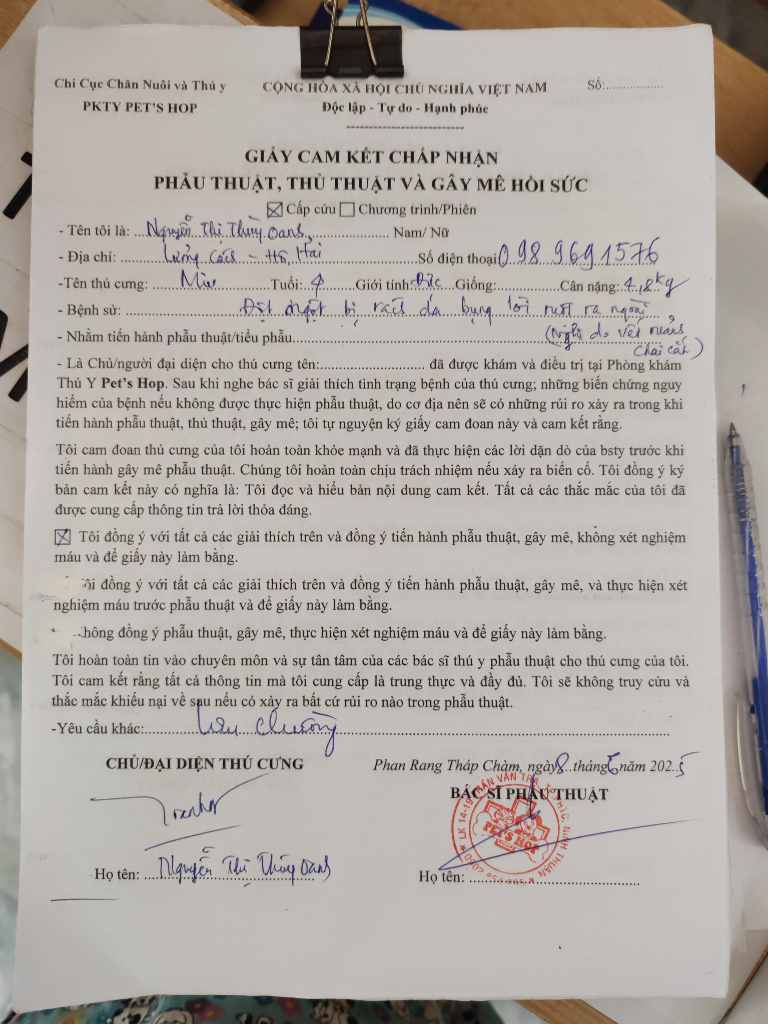 Chi Cục Chăn Nuôi và Thú y CỘNG HÒA XÃ HỘI CHỦ NGHĨA VIỆT NAM Số:.................
PKTY PET'S HOP Độc lập - Tự do - Hạnh phúc
GIẤY CAM KẾT CHẤP NHẬN
PHẪU THUẬT, THỦ THUẬT VÀ GÂY MÊ HỒI SỨC
Cấp cứu Chương trình/Phiên
- Tên tôi là: Nguyễn Thị Thùy Oanh Nam/ Nữ
- Địa chỉ: Lương Cách - Hộ Hải Số điện thoại 098 9691576
-Tên thú cưng: Miu Tuổi: 4 Giới tính: Đực Giống: Cân nặng: 4,8kg
- Bệnh sử: Đột ngột bị rách da bụng lòi ruột ra ngoài
- Nhằm tiến hành phẫu thuật/tiểu phẫu (Nghi do vết
cắn)
- Là Chủ/người đại diện cho thú cưng tên:.......................... đã được khám và điều trị tại Phòng khám
Thú Y Pet's Hop. Sau khi nghe bác sĩ giải thích tình trạng bệnh của thú cưng; những biến chứng nguy
hiểm của bệnh nếu không được thực hiện phẫu thuật, do cơ địa nên sẽ có những rủi ro xảy ra trong khi
tiến hành phẫu thuật, thủ thuật, gây mê; tôi tự nguyện ký giấy cam đoan này và cam kết rằng.
Tôi cam đoan thú cưng của tôi hoàn toàn khỏe mạnh và đã thực hiện các lời dặn dò của bsty trước khi
tiến hành gây mê phẫu thuật. Chúng tôi hoàn toàn chịu trách nhiệm nếu xảy ra biến cố. Tôi đồng ý ký
bản cam kết này có nghĩa là: Tôi đọc và hiểu bản nội dung cam kết. Tất cả các thắc mắc của tôi đã
được cung cấp thông tin trả lời thỏa đáng.
Tôi đồng ý với tất cả các giải thích trên và đồng ý tiến hành phẫu thuật, gây mê, không xét nghiệm
máu và để giấy này làm bằng.
đồng ý với tất cả các giải thích trên và đồng ý tiến hành phẫu thuật, gây mê, và thực hiện xét
nghiệm máu trước phẫu thuật và để giấy này làm bằng.
không đồng ý phẫu thuật, gây mê, thực hiện xét nghiệm máu và để giấy này làm bằng.
Tôi hoàn toàn tin vào chuyên môn và sự tân tâm của các bác sĩ thú y phẫu thuật cho thú cưng của tôi.
Tôi cam kết rằng tất cả thông tin mà tôi cung cấp là trung thực và đầy đủ. Tôi sẽ không truy cứu và
thắc mắc khiếu nại về sau nếu có xảy ra bất cứ rủi ro nào trong phẫu thuật.
-Yêu cầu khác: lưu chuồng
CHỦ/ĐẠI DIỆN THÚ CƯNG Phan Rang Tháp Chàm, ngày 8 tháng 6 năm 2025
BÁC SĨ PHẪU THUẬT
PET'S HOP
Họ tên: Nguyễn Thị Thùy Oanh Họ tên: